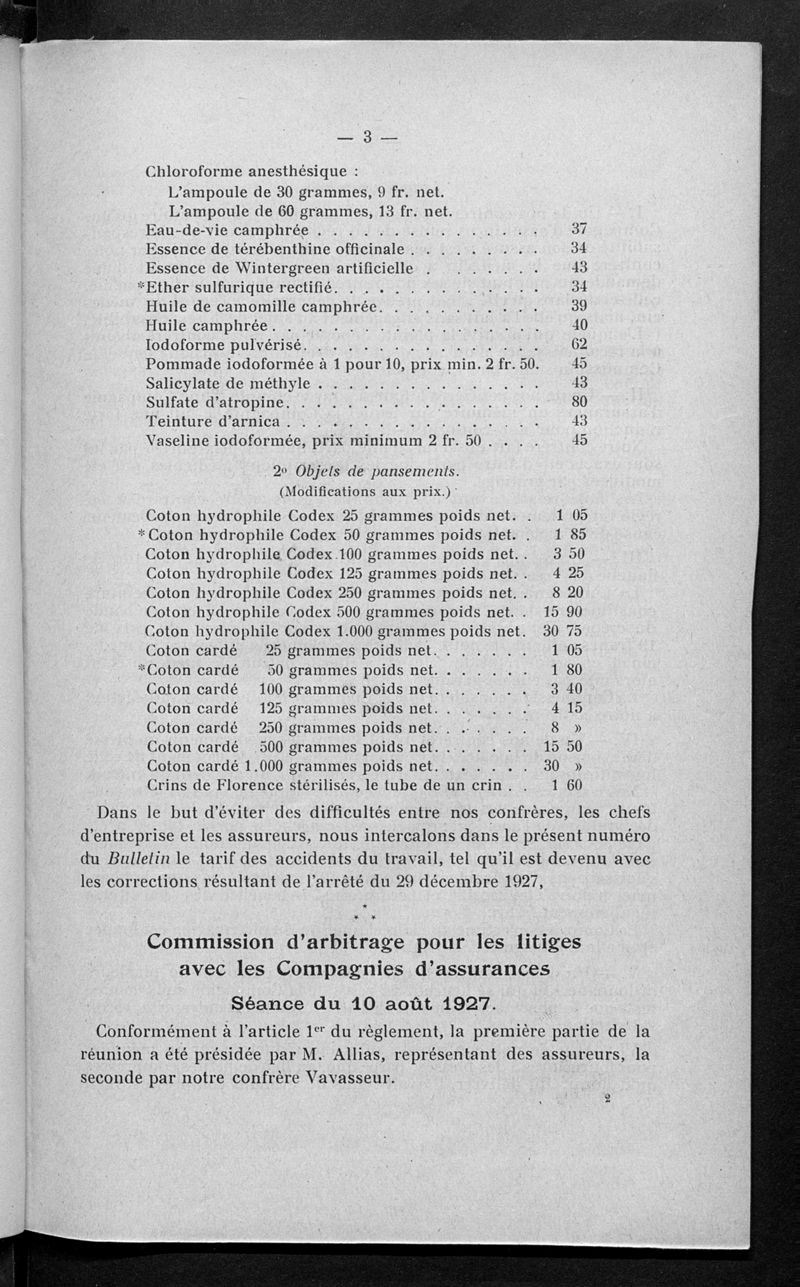 — 3 —
Chloroforme anesthésique :
L'ampoule de 30 grammes, 9 fr. net.
L'ampoule de 60 grammes, 13 fr. net.
Eau-de-vie camphrée . . . . . . . . . . . . . . . 37
Essence de térébenthine officinale . . . . . . . . . 34
Essence de Wintergreen artificielle . . . . . . . 43
*Ether sulfurique rectifié. . . . . . . . . . . . . . 34
Huile de camomille camphrée. . . . . . . . . . . 39
Huile camphrée . . . . . . . . . . . . . . . . . . 40
Iodoforme pulvérisé. . . . . . . . . . . . . . . . 62
Pommade iodoformée à 1 pour 10, prix min. 2 fr. 50. 45
Salicylate de méthyle . . . . . . . . . . . . . . . 43
Sulfate d'atropine. . . . . . . . . . . . . . . . . 80
Teinture d'arnica . . . . . . . . . . . . . . . . . 43
Vaseline iodoformée, prix minimum 2 fr. 50 . . . . 45
2º Objets de pansements.
(Modifications aux prix.)
Coton hydrophile Codex 25 grammes poids net. . 1 05
*Coton hydrophile Codex 50 grammes poids net. . 1 85
Coton hydrophile Codex 100 grammes poids net. . 3 50
Coton hydrophile Codex 125 grammes poids net. . 4 25
Coton hydrophile Codex 250 grammes poids net. . 8 20
Coton hydrophile Codex 500 grammes poids net. . 15 90
Coton hydrophile Codex 1.000 grammes poids net. 30 75
Coton cardé 25 grammes poids net. . . . . . . 1 05
*Coton cardé 50 grammes poids net. . . . . . . 1 80
Coton cardé 100 grammes poids net. . . . . . . 3 40
Coton cardé 125 grammes poids net. . . . . . . 4 15
Coton cardé 250 grammes poids net. . . . . . . 8 »
Coton cardé 500 grammes poids net. . . . . . . 15 50
Coton cardé 1.000 grammes poids net. . . . . . . 30 »
Crins de Florence stérilisés, le tube de un crin . . 1 60
Dans le but d'éviter des difficultés entre nos confrères, les chefs
d'entreprise et les assureurs, nous intercalons dans le présent numéro
du Bulletin le tarif des accidents du travail, tel qu'il est devenu avec
les corrections résultant de l'arrêté du 29 décembre 1927,
*
* *
Commission d'arbitrage pour les litiges
avec les Compagnies d'assurances
Séance du 10 août 1927.
Conformément à l'article 1er du règlement, la première partie de la
réunion a été présidée par M. Allias, représentant des assureurs, la
seconde par notre confrère Vavasseur.
2